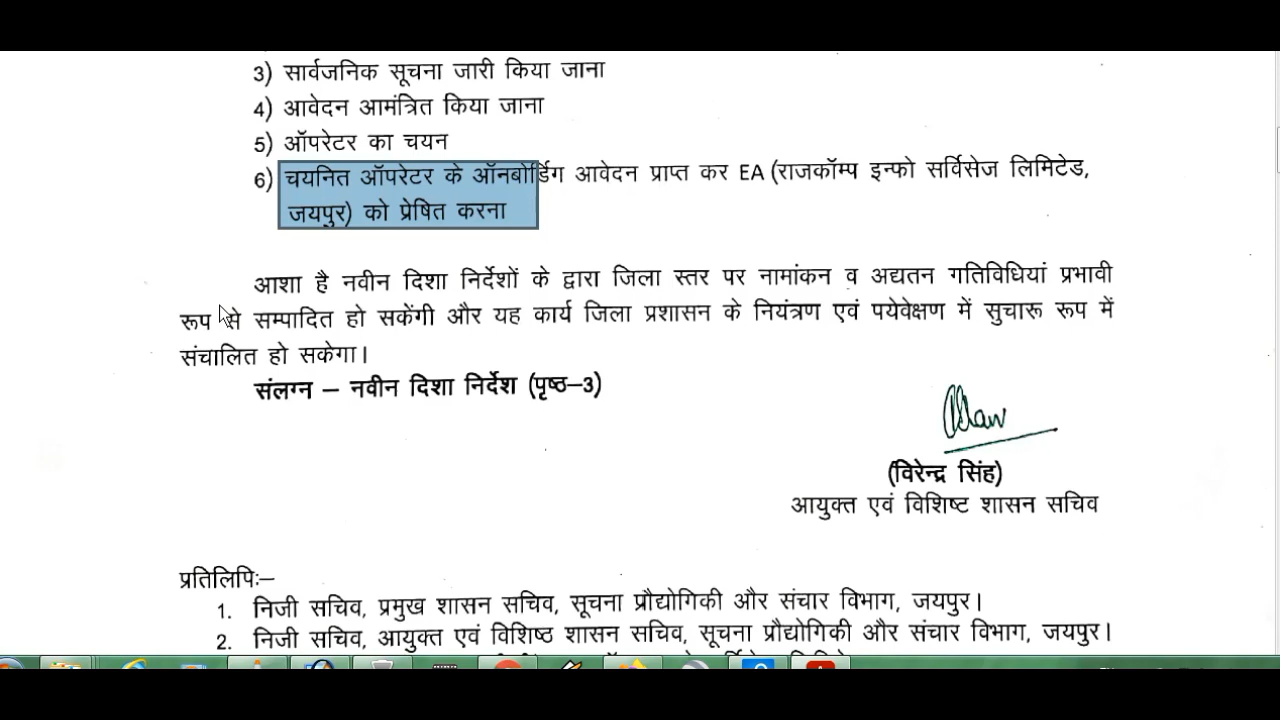 3) सार्वजनिक सूचना जारी किया जाना
4) आवेदन आमंत्रित किया जाना
5) ऑपरेटर का चयन
6) चयनित ऑपरेटर के ऑनबोर्डिग आवेदन प्राप्त कर EA (राजकॉम्प इन्फो सर्विसेज लिमिटेड,
जयपुर) को प्रेषित करना
आशा है नवीन दिशा निर्देशों के द्वारा जिला स्तर पर नामांकन व अद्यतन गतिविधियां प्रभावी
रूप से सम्पादित हो सकेंगी और यह कार्य जिला प्रशासन के नियंत्रण एवं पर्यवेक्षण में सुचारू रूप में
संचालित हो सकेगा।
संलग्न – नवीन दिशा निर्देश (पृष्ठ–3)
(विरेन्द्र सिंह)
आयुक्त एवं विशिष्ट शासन सचिव
प्रतिलिपिः–
1. निजी सचिव, प्रमुख शासन सचिव, सूचना प्रौद्योगिकी और संचार विभाग, जयपुर।
2. निजी सचिव, आयुक्त एवं विशिष्ठ शासन सचिव, सूचना प्रौद्योगिकी और संचार विभाग, जयपुर।